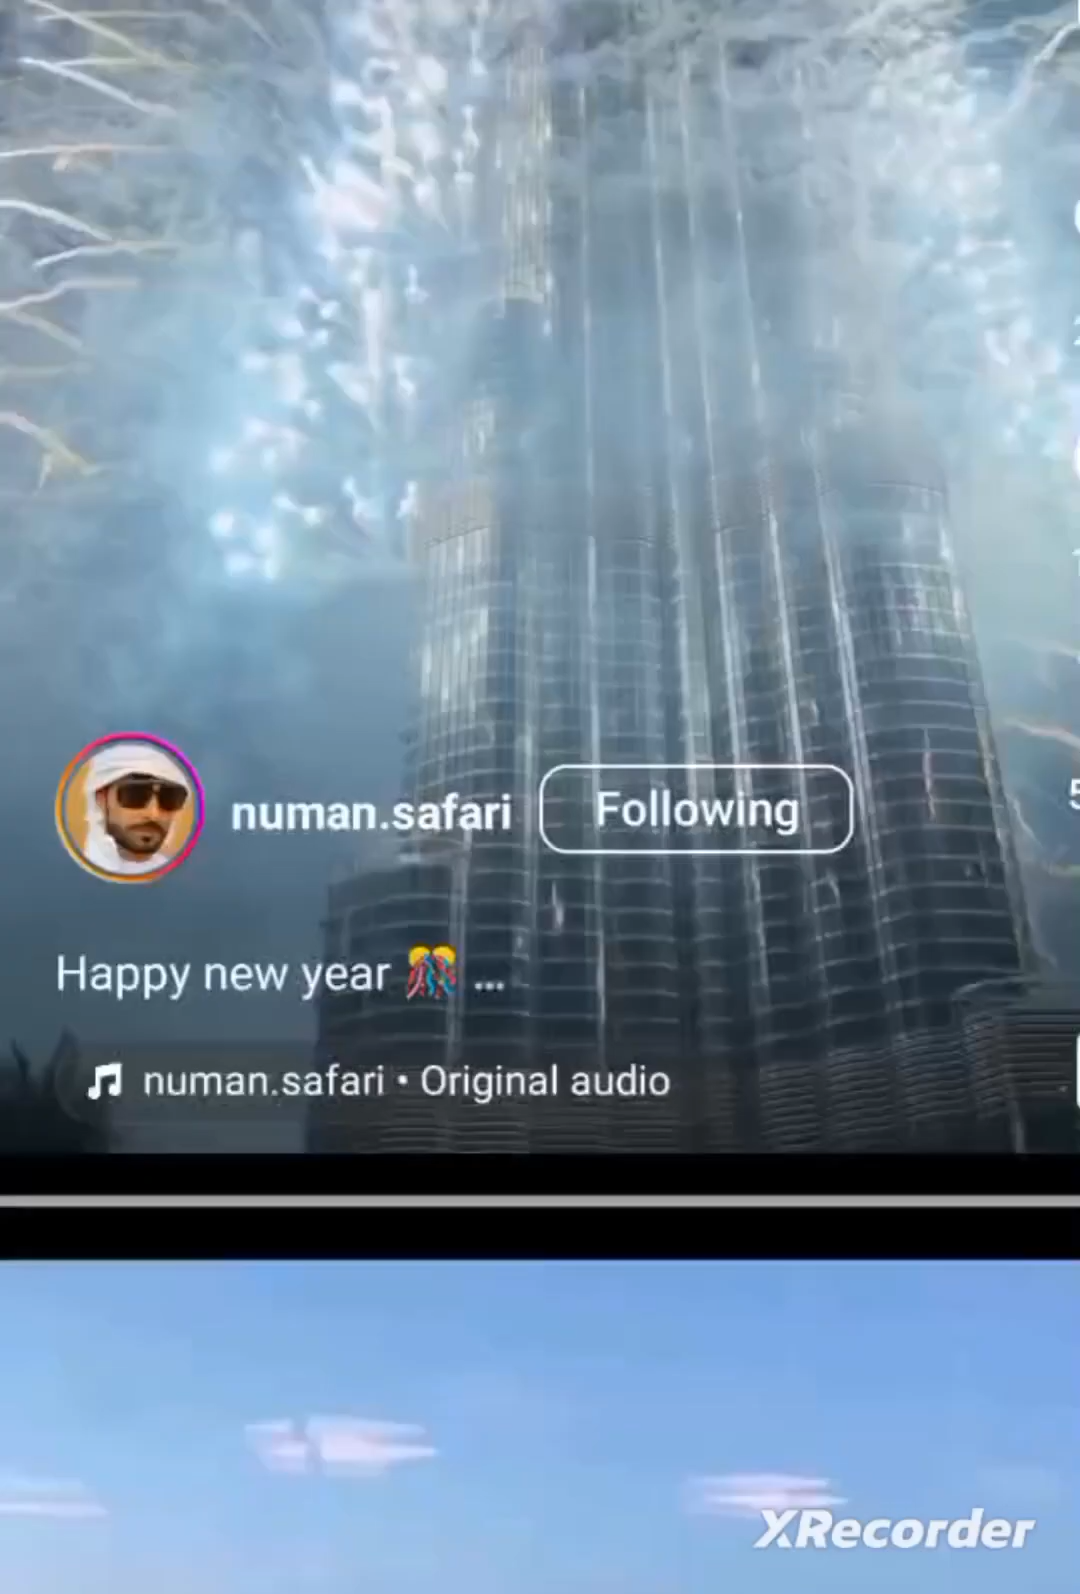 numan.safari Following
Happy new year 🎊 ...
numan.safari • Original audio
XRecorder